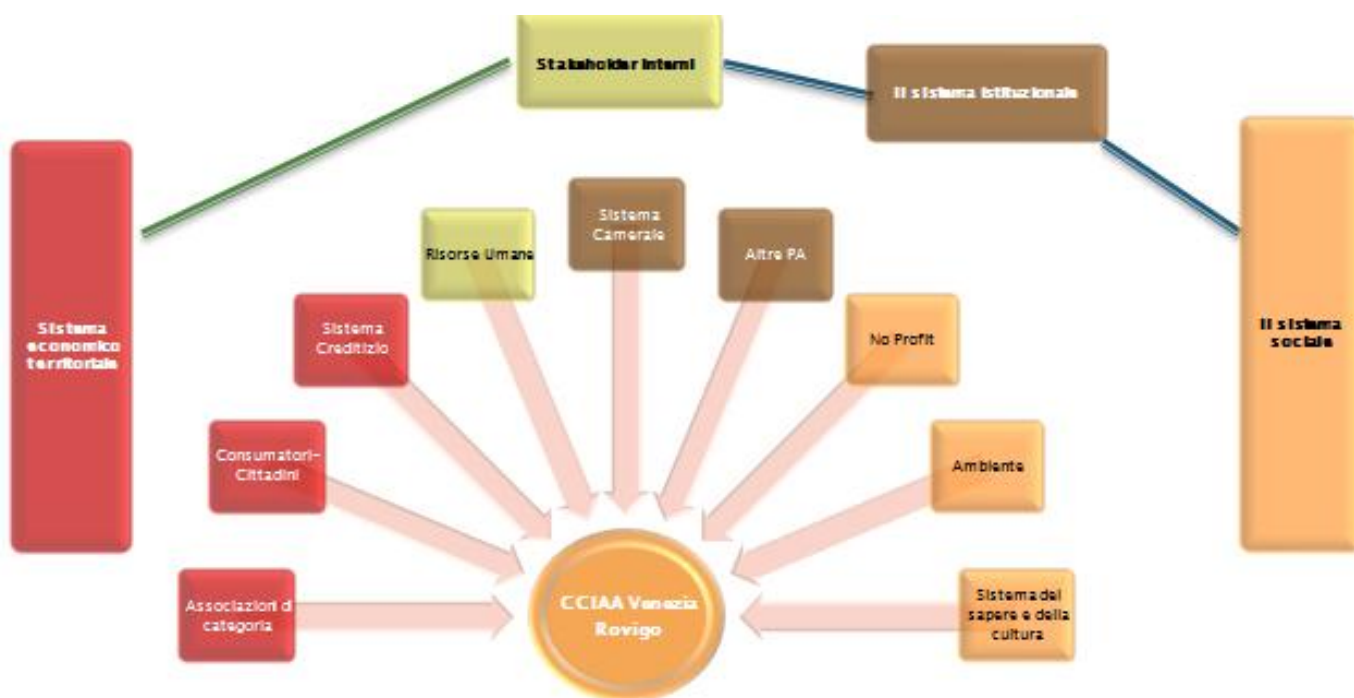 Stakeholder Interni
Il sistema istituzionale
Sistema
economico
territoriale
Il sistema
sociale
Sistema
Camerale
Risorse Umane
Altre PA
Sistema
Creditizio
No Profit
Consumatori-
Cittadini
Ambiente
Associazioni di
categoria
CCIAA Venezia
Rovigo
Sistema del
sapere e della
cultura